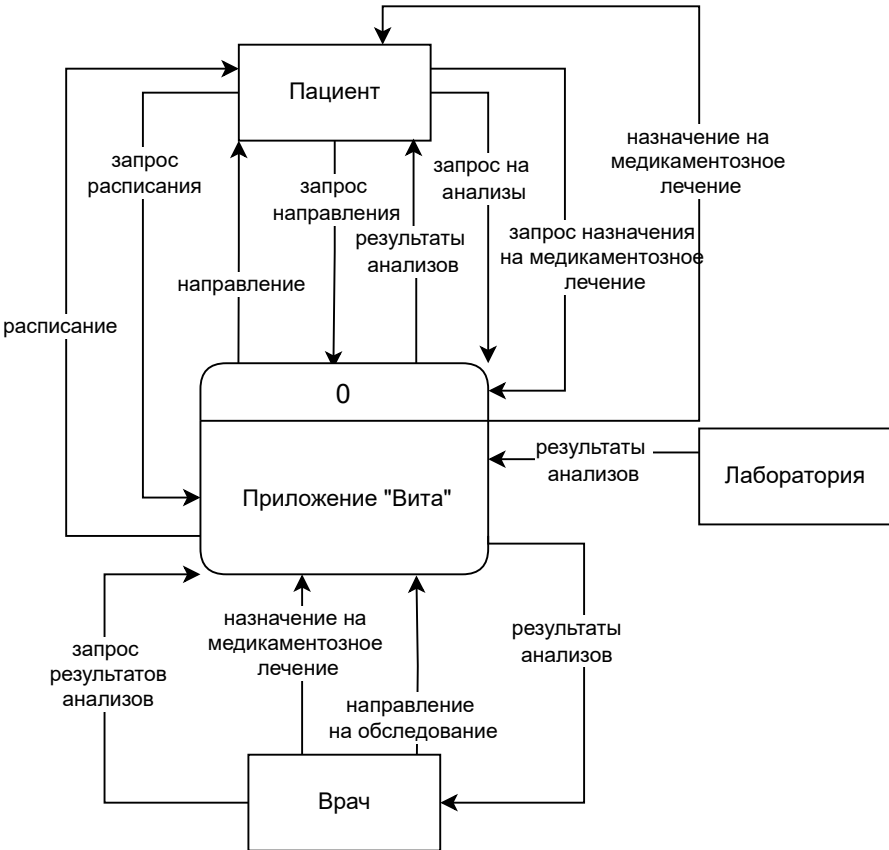 Пациент
назначение на
медикаментозное
лечение
запрос
расписания
запрос
направления
запрос на
анализы
результаты
анализов
запрос назначения
на медикаментозное
лечение
направление
расписание
0
Приложение "Вита"
результаты
анализов
Лаборатория
запрос
результатов
анализов
назначение на
медикаментозное
лечение
направление
на обследование
результаты
анализов
Врач